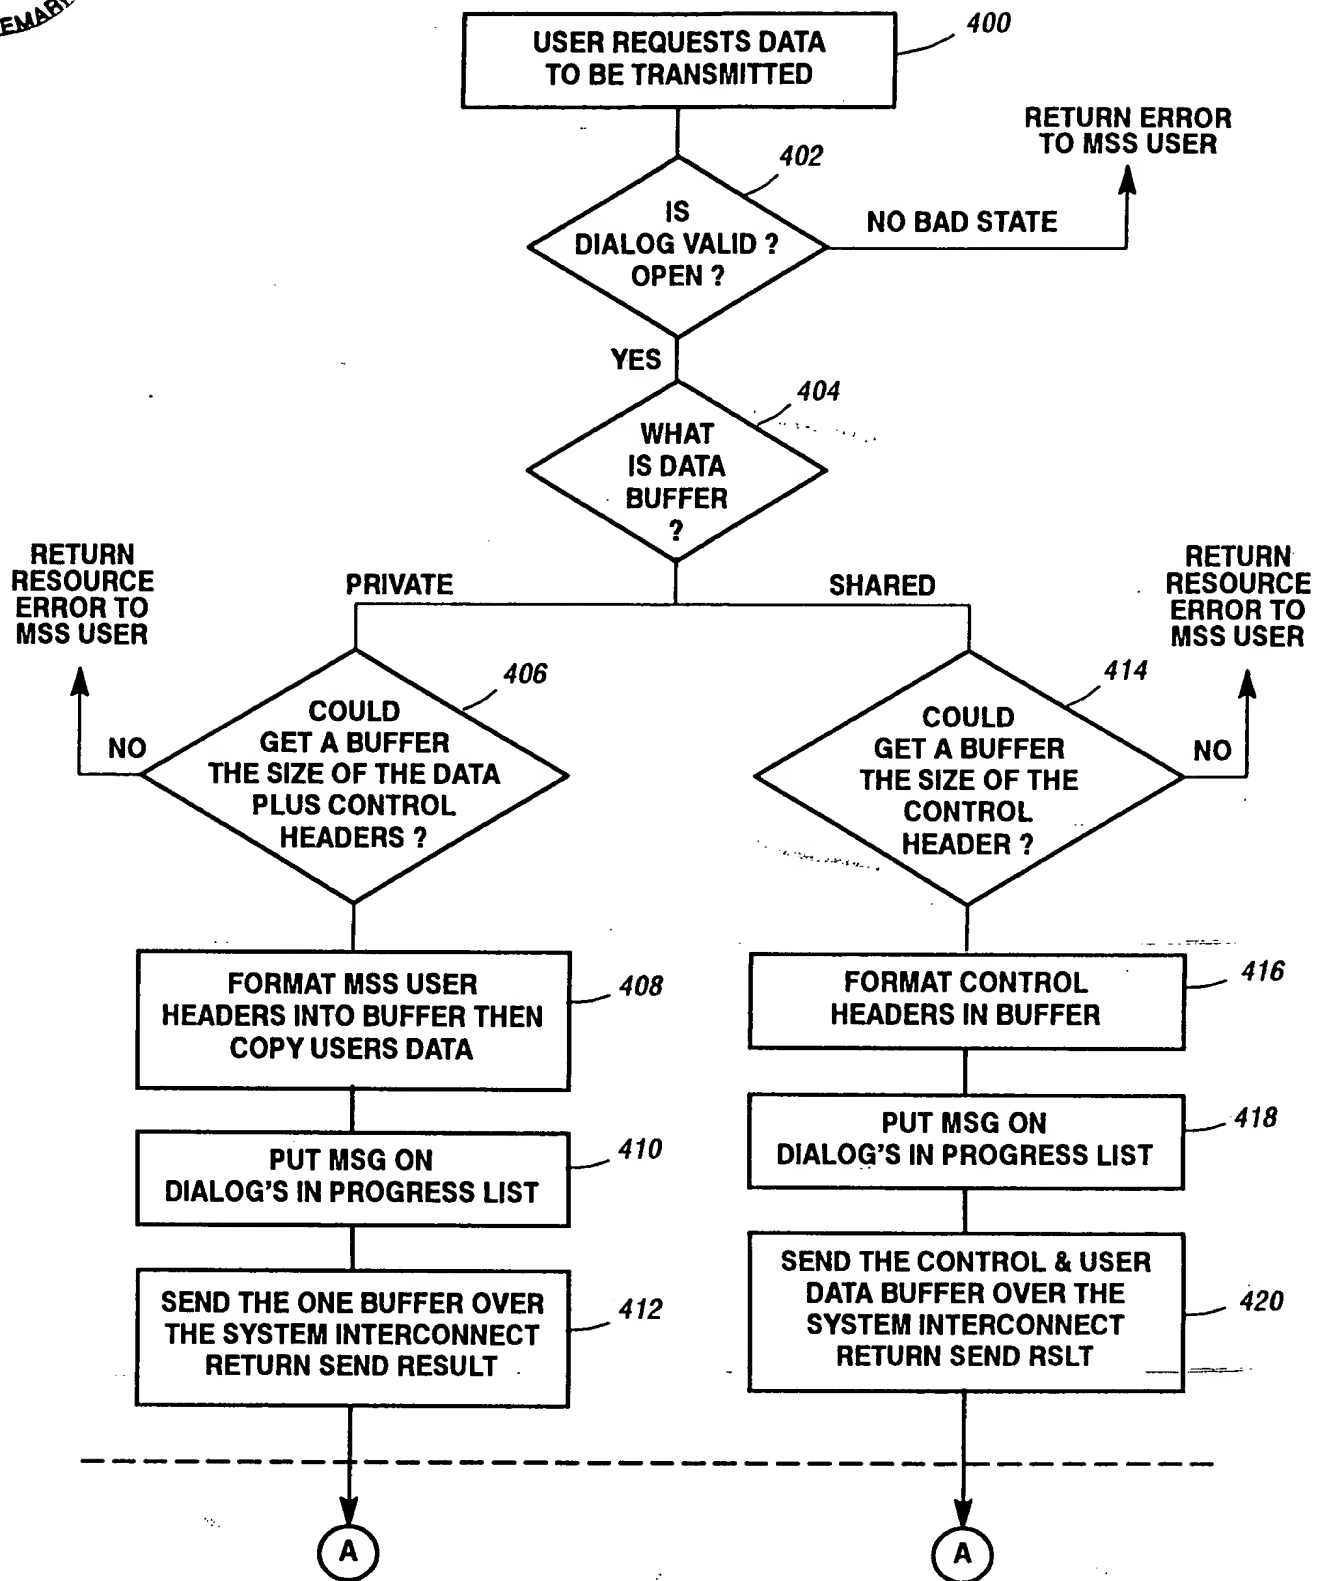 USER REQUESTS DATA
TO BE TRANSMITTED
400
RETURN ERROR
TO MSS USER
402
IS
DIALOG VALID ?
OPEN ?
NO BAD STATE
YES
404
WHAT
IS DATA
BUFFER
?
PRIVATE
SHARED
RETURN
RESOURCE
ERROR TO
MSS USER
RETURN
RESOURCE
ERROR TO
MSS USER
406
COULD
GET A BUFFER
THE SIZE OF THE DATA
PLUS CONTROL
HEADERS ?
NO
414
COULD
GET A BUFFER
THE SIZE OF THE
CONTROL
HEADER ?
NO
FORMAT MSS USER
HEADERS INTO BUFFER THEN
COPY USERS DATA
408
FORMAT CONTROL
HEADERS IN BUFFER
416
PUT MSG ON
DIALOG'S IN PROGRESS LIST
410
PUT MSG ON
DIALOG'S IN PROGRESS LIST
418
SEND THE ONE BUFFER OVER
THE SYSTEM INTERCONNECT
RETURN SEND RESULT
412
SEND THE CONTROL & USER
DATA BUFFER OVER THE
SYSTEM INTERCONNECT
RETURN SEND RSLT
420
A
A